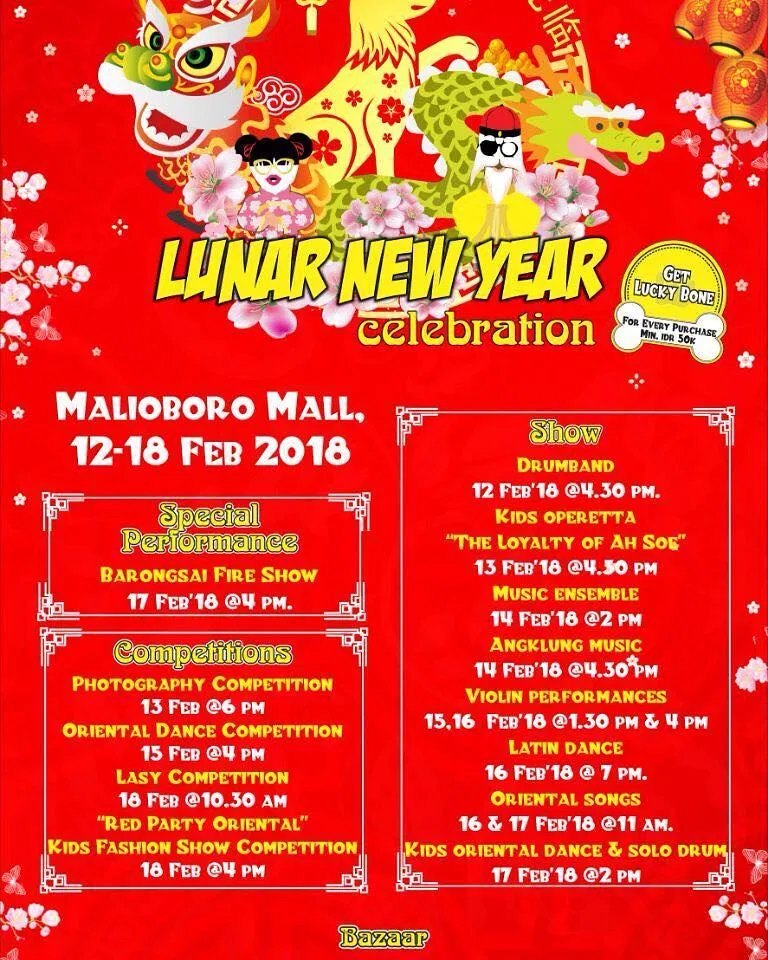 LUNAR NEW YEAR
celebration
GET
LUCKY BONE
FOR EVERY PURCHASE
MIN. IDR 50K
MALIOBORO MALL,
12-18 FEB 2018
Special
Performance
BARONGSAI FIRE SHOW
17 FEB'18 @4 PM.
Competitions
PHOTOGRAPHY COMPETITION
13 FEB @6 PM
ORIENTAL DANCE COMPETITION
15 FEB @4 PM
LASY COMPETITION
18 FEB @10.30 AM
"RED PARTY ORIENTAL"
KIDS FASHION SHOW COMPETITION
18 FEB @4 PM
Show
DRUMBAND
12 FEB'18 @4.30 PM.
KIDS OPERETTA
"THE LOYALTY OF AH SOE"
13 FEB'18 @4.30 PM
MUSIC ENSEMBLE
14 FEB'18 @2 PM
ANGKLUNG MUSIC
14 FEB'18 @4.30 PM
VIOLIN PERFORMANCES
15,16 FEB'18 @1.30 PM & 4 PM
LATIN DANCE
16 FEB'18 @ 7 PM.
ORIENTAL SONGS
16 & 17 FEB'18 @11 AM.
KIDS ORIENTAL DANCE & SOLO DRUM
17 FEB'18 @2 PM
Bazaar